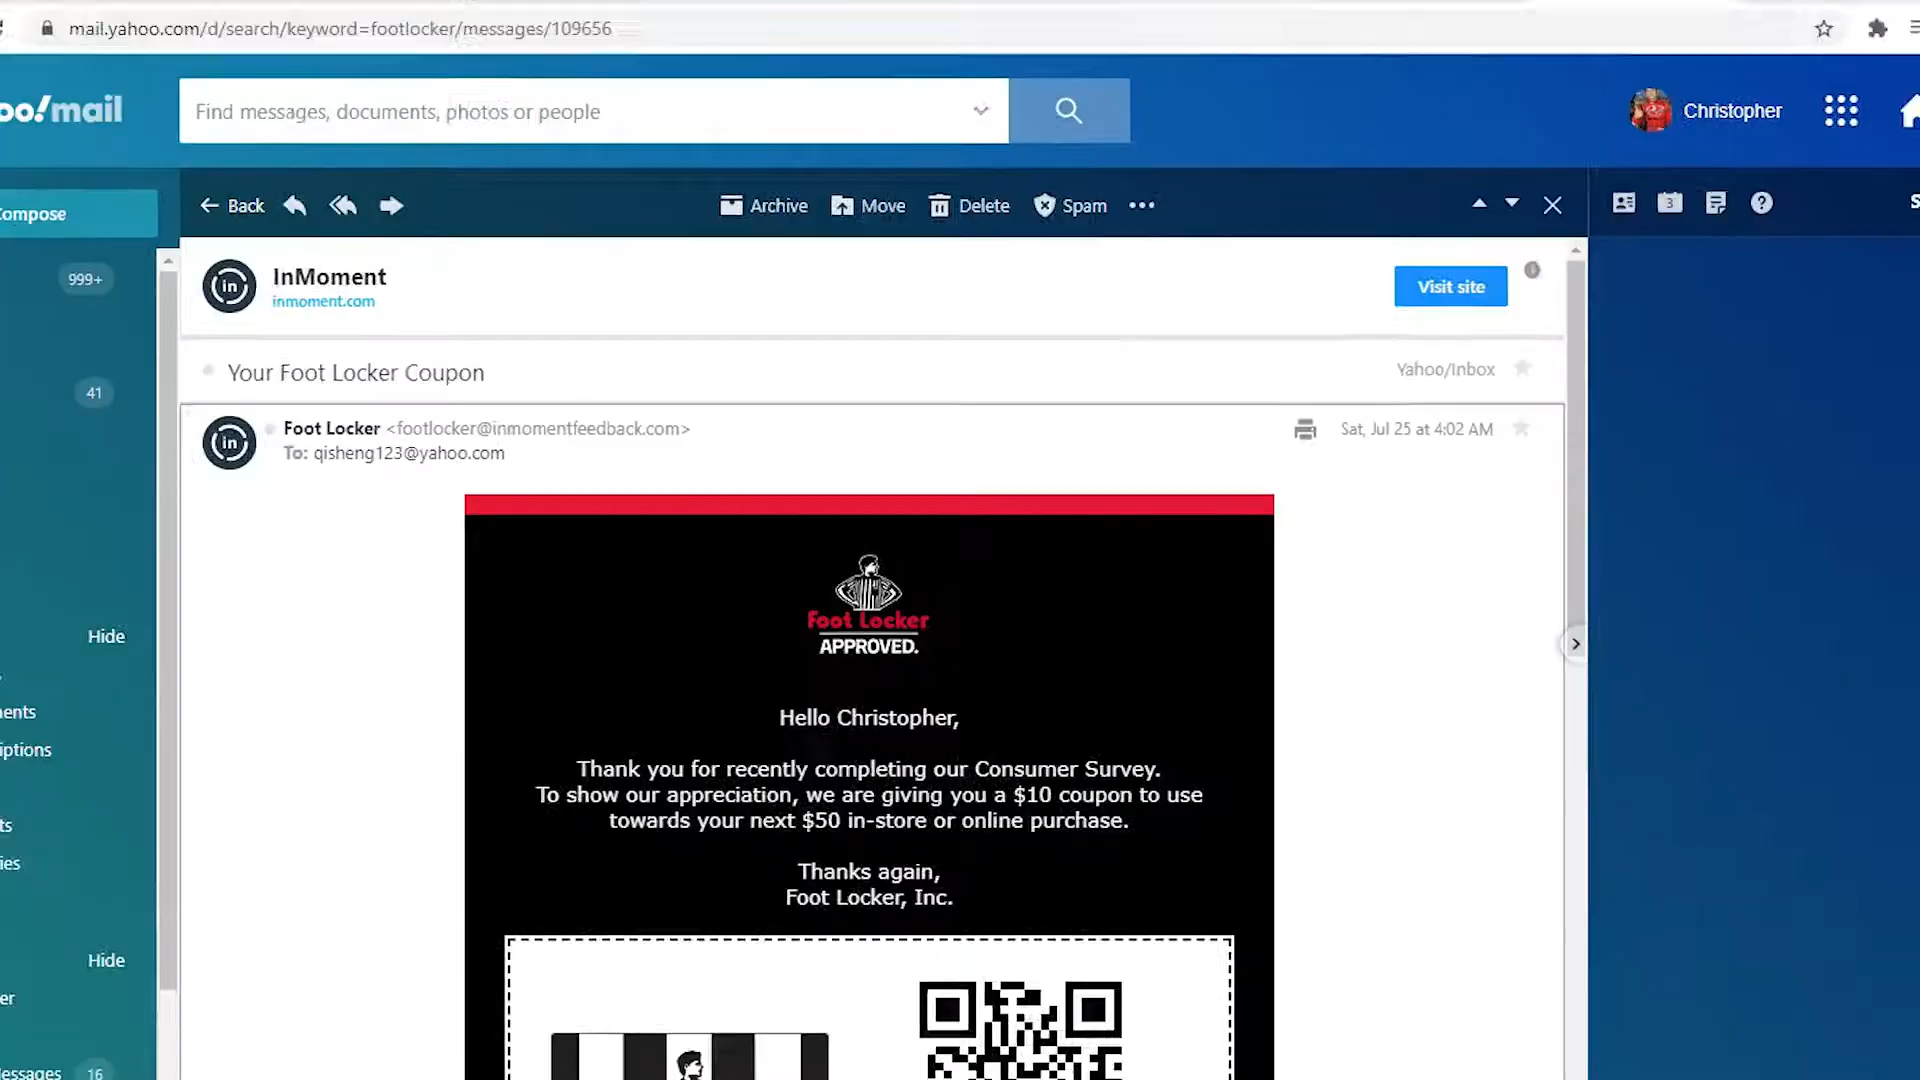 mail.yahoo.com/d/search/keyword=footlocker/messages/109656
oo!mail
Find messages, documents, photos or people
Christopher
Compose
Back
Archive
Move
Delete
Spam
3
999+
in
InMoment
inmoment.com
Visit site
Your Foot Locker Coupon
Yahoo/Inbox
41
in
Foot Locker <footlocker@inmomentfeedback.com>
Sat, Jul 25 at 4:02 AM
To: qisheng123@yahoo.com
Foot Locker
APPROVED.
Hide
ents
iptions
ts
ies
Hello Christopher,
Thank you for recently completing our Consumer Survey.
To show our appreciation, we are giving you a $10 coupon to use
towards your next $50 in-store or online purchase.
Thanks again,
Foot Locker, Inc.
Hide
er
essages
16